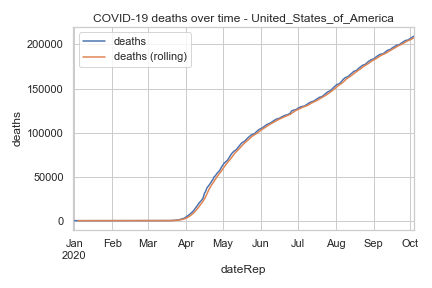 COVID-19 deaths over time - United_States_of_America
deaths
deaths (rolling)
200000
150000
100000
50000
0
deaths
Jan Feb Mar Apr May Jun Jul Aug Sep Oct
2020
dateRep